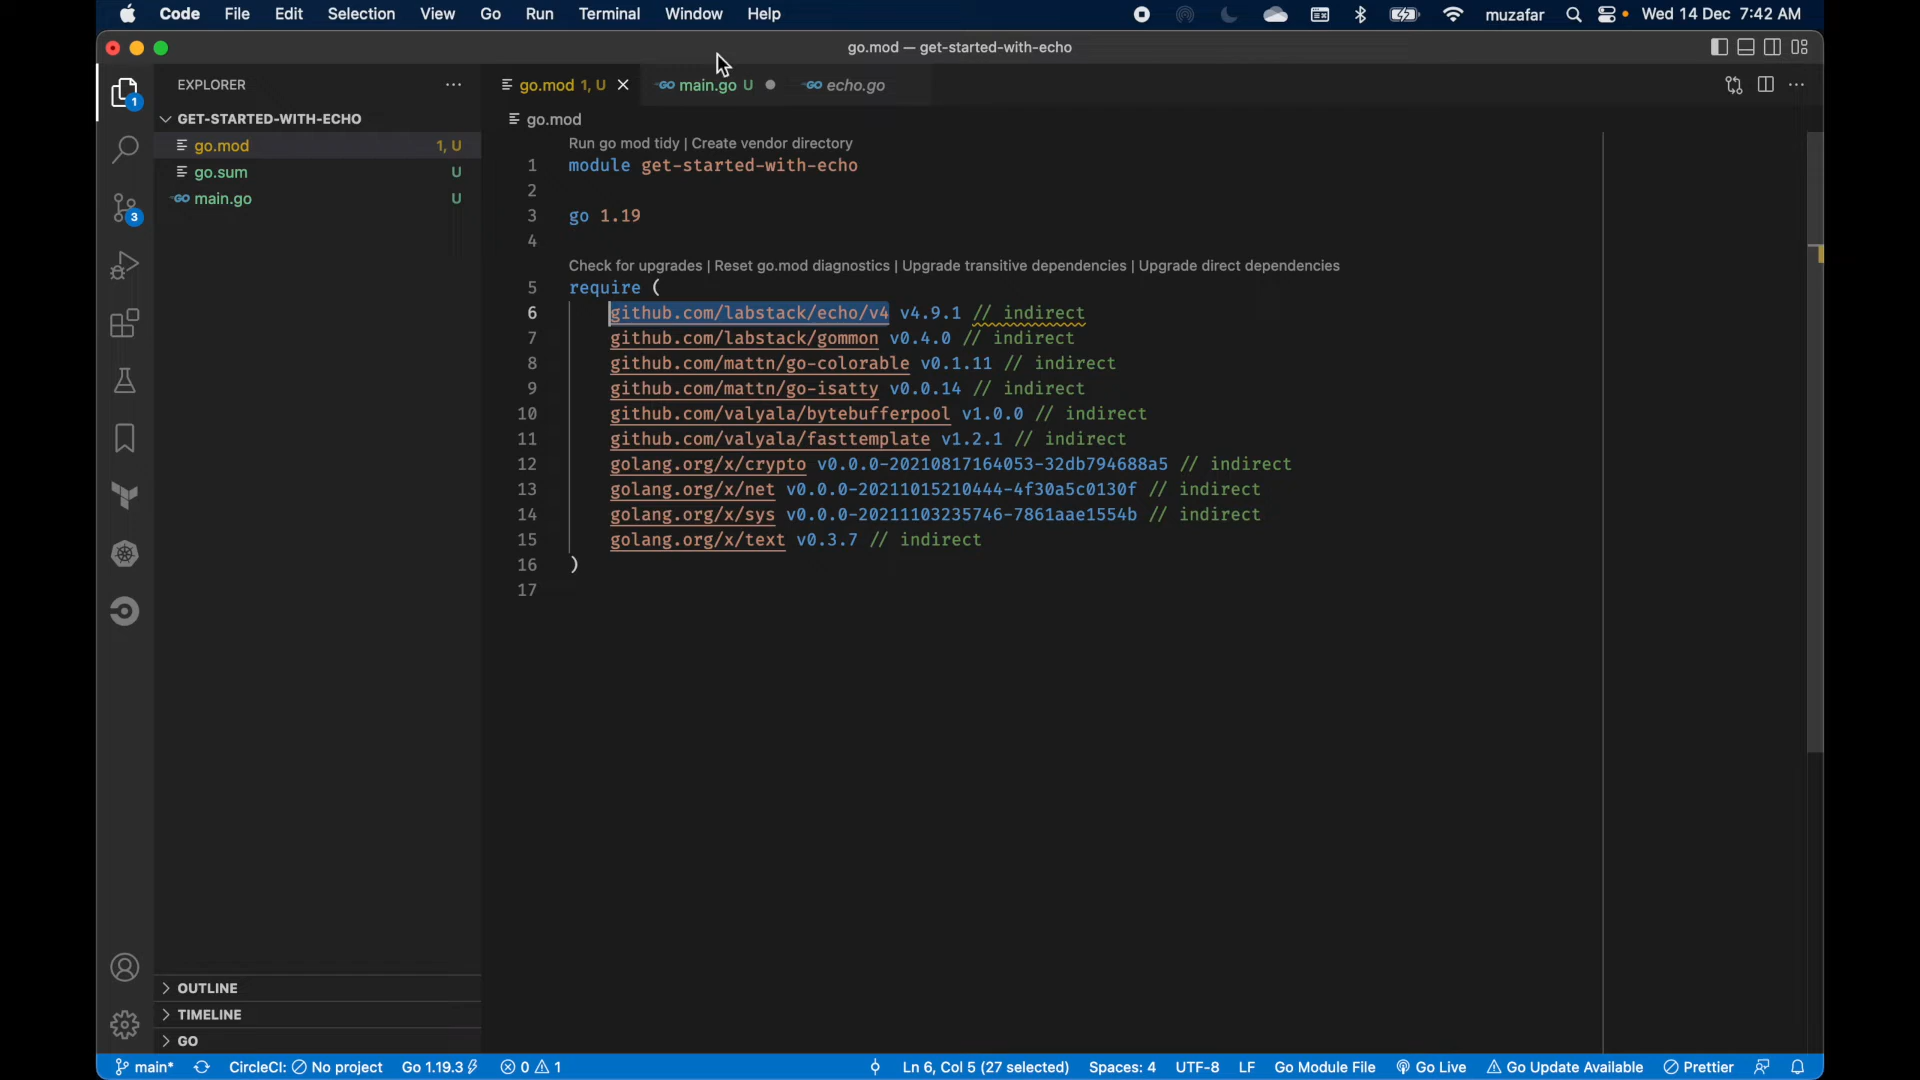 Code File Edit Selection View Go Run Terminal Window Help muzafar Wed 14 Dec 7:42 AM
go.mod — get-started-with-echo
EXPLORER
go.mod 1, U
main.go U
echo.go
GET-STARTED-WITH-ECHO
go.mod 1, U
go.sum U
main.go U
1
3
go.mod
Run go mod tidy | Create vendor directory
1 module get-started-with-echo
2
3 go 1.19
4
Check for upgrades | Reset go.mod diagnostics | Upgrade transitive dependencies | Upgrade direct dependencies
5 require (
6 github.com/labstack/echo/v4 v4.9.1 // indirect
7 github.com/labstack/gommon v0.4.0 // indirect
8 github.com/mattn/go-colorable v0.1.11 // indirect
9 github.com/mattn/go-isatty v0.0.14 // indirect
10 github.com/valyala/bytebufferpool v1.0.0 // indirect
11 github.com/valyala/fasttemplate v1.2.1 // indirect
12 golang.org/x/crypto v0.0.0-20210817164053-32db794688a5 // indirect
13 golang.org/x/net v0.0.0-20211015210444-4f30a5c0130f // indirect
14 golang.org/x/sys v0.0.0-20211103235746-7861aae1554b // indirect
15 golang.org/x/text v0.3.7 // indirect
16 )
17
OUTLINE
TIMELINE
GO
main* CircleCI: No project Go 1.19.3 0 1 Ln 6, Col 5 (27 selected) Spaces: 4 UTF-8 LF Go Module File Go Live Go Update Available Prettier